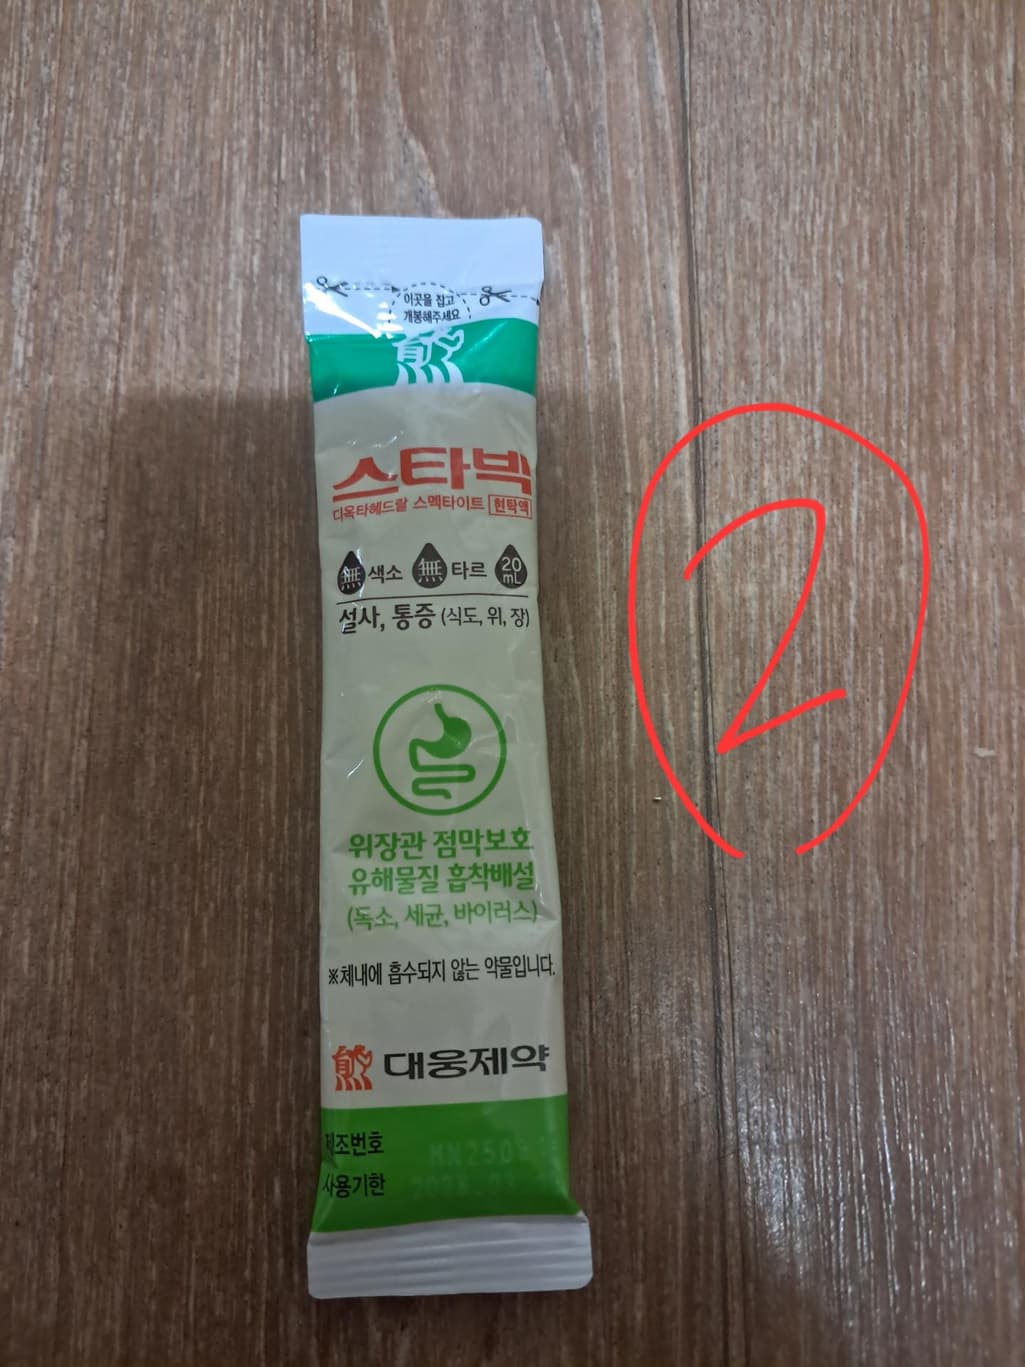 이곳을 잡고
개봉해주세요
스타빅
디옥타헤드랄 스멕타이트 현탁액
無 색소 無 타르 20 mL
설사, 통증 (식도, 위, 장)
위장관 점막보호
유해물질 흡착배설
(독소, 세균, 바이러스)
※체내에 흡수되지 않는 약물입니다.
대웅제약
제조번호
사용기한
2